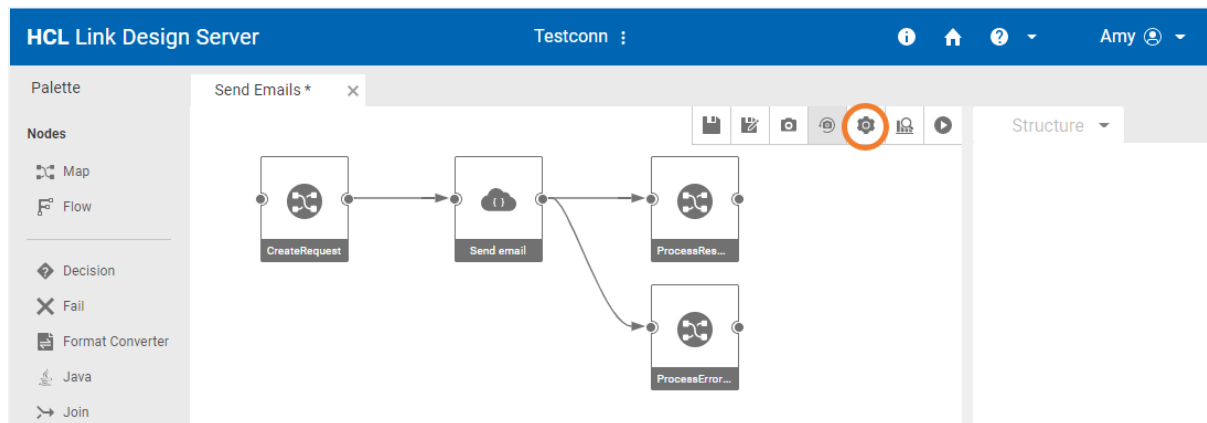 HCL Link Design Server
Testconn
Amy
Palette
Send Emails *
Structure
Nodes
Map
Flow
CreateRequest
Send email
ProcessRes...
Decision
Fail
Format Converter
ProcessError...
Java
Join